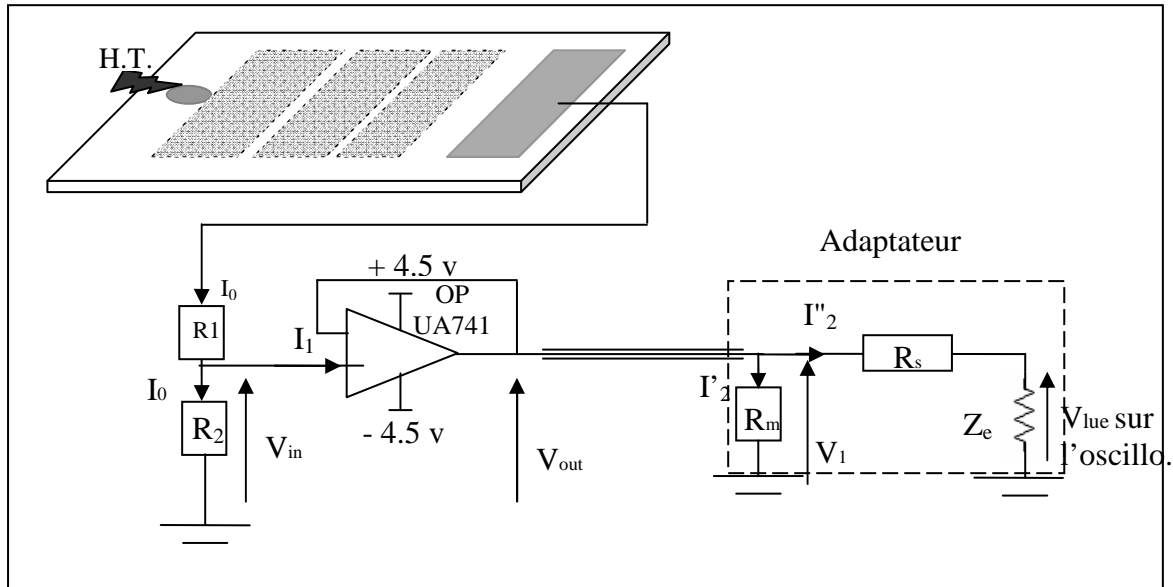 H.T.
Adaptateur
+ 4.5 v
OP
UA741
I₀
R1
I₁
I''₂
Rₛ
I₀
I'₂
R₂
Rₘ
Zₑ
Vlue sur
l'oscillo.
- 4.5 v
Vin
Vout
V₁